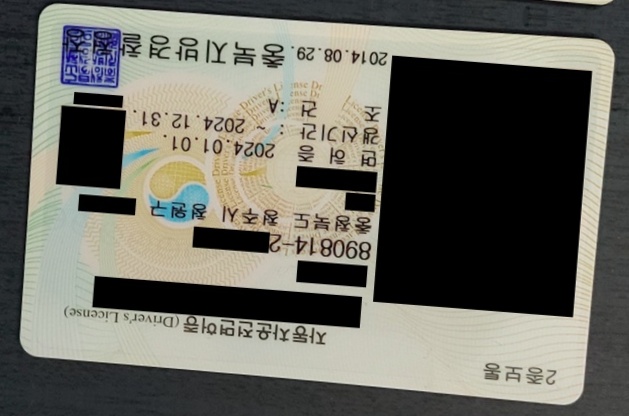 2종보통
자동차운전면허증 (Driver's License)
890814-2
충청북도 청주시 청원구
면 허 증
갱신기간 : 2024.01.01.
~ 2024.12.31.
조 건 : A
2014.08.29.
충북지방경찰청장